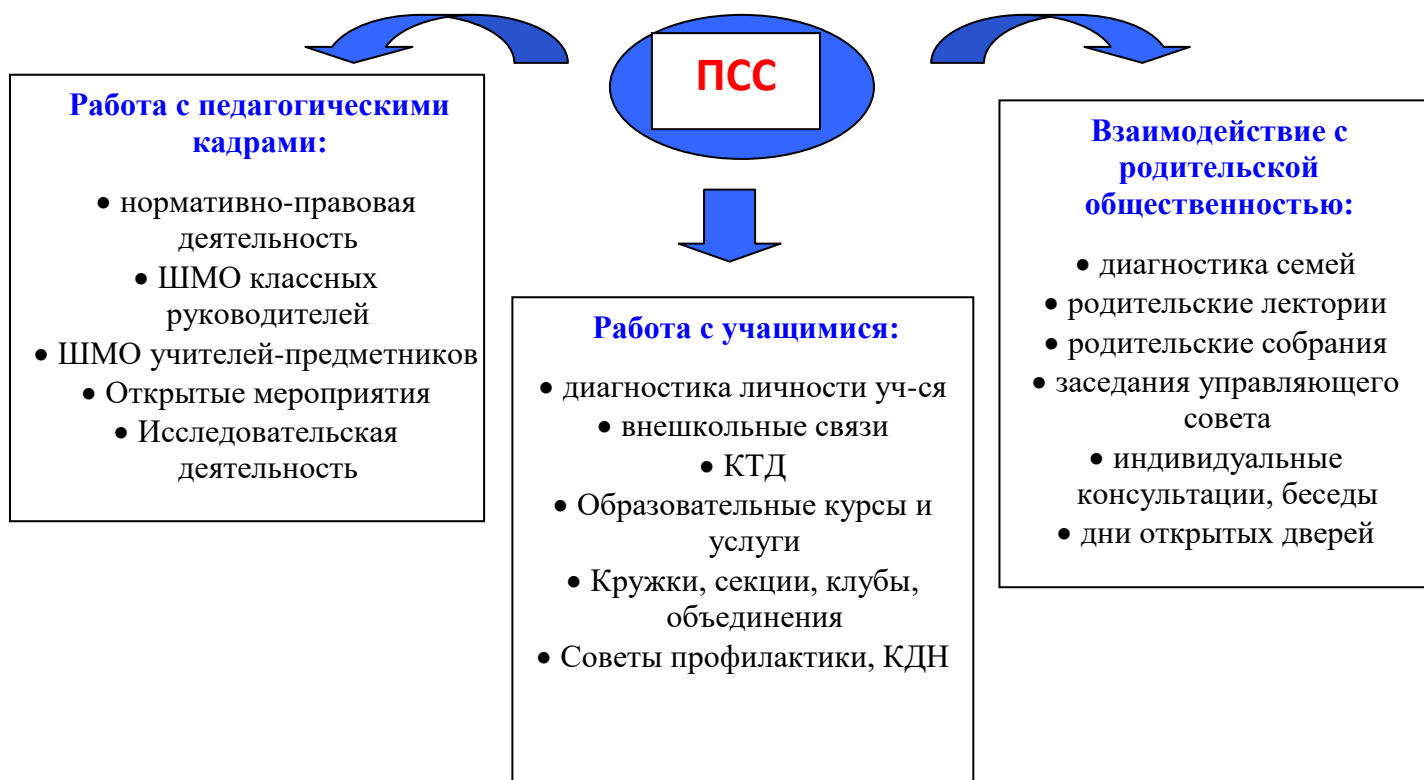 ПСС
Работа с педагогическими
кадрами:
• нормативно-правовая
деятельность
• ШМО классных
руководителей
• ШМО учителей-предметников
• Открытые мероприятия
• Исследовательская
деятельность
Работа с учащимися:
• диагностика личности уч-ся
• внешкольные связи
• КТД
• Образовательные курсы и
услуги
• Кружки, секции, клубы,
объединения
• Советы профилактики, КДН
Взаимодействие с
родительской
общественностью:
• диагностика семей
• родительские лектории
• родительские собрания
• заседания управляющего
совета
• индивидуальные
консультации, беседы
• дни открытых дверей